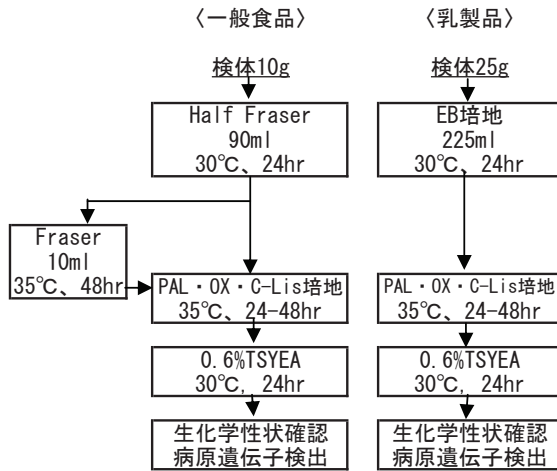 〈一般食品〉
検体10g
Half Fraser
90ml
30℃、24hr
Fraser
10ml
35℃、48hr
PAL・OX・C-Lis培地
35℃、24-48hr
0.6%TSYEA
30℃, 24hr
生化学性状確認
病原遺伝子検出
〈乳製品〉
検体25g
EB培地
225ml
30℃、24hr
PAL・OX・C-Lis培地
35℃、24-48hr
0.6%TSYEA
30℃, 24hr
生化学性状確認
病原遺伝子検出